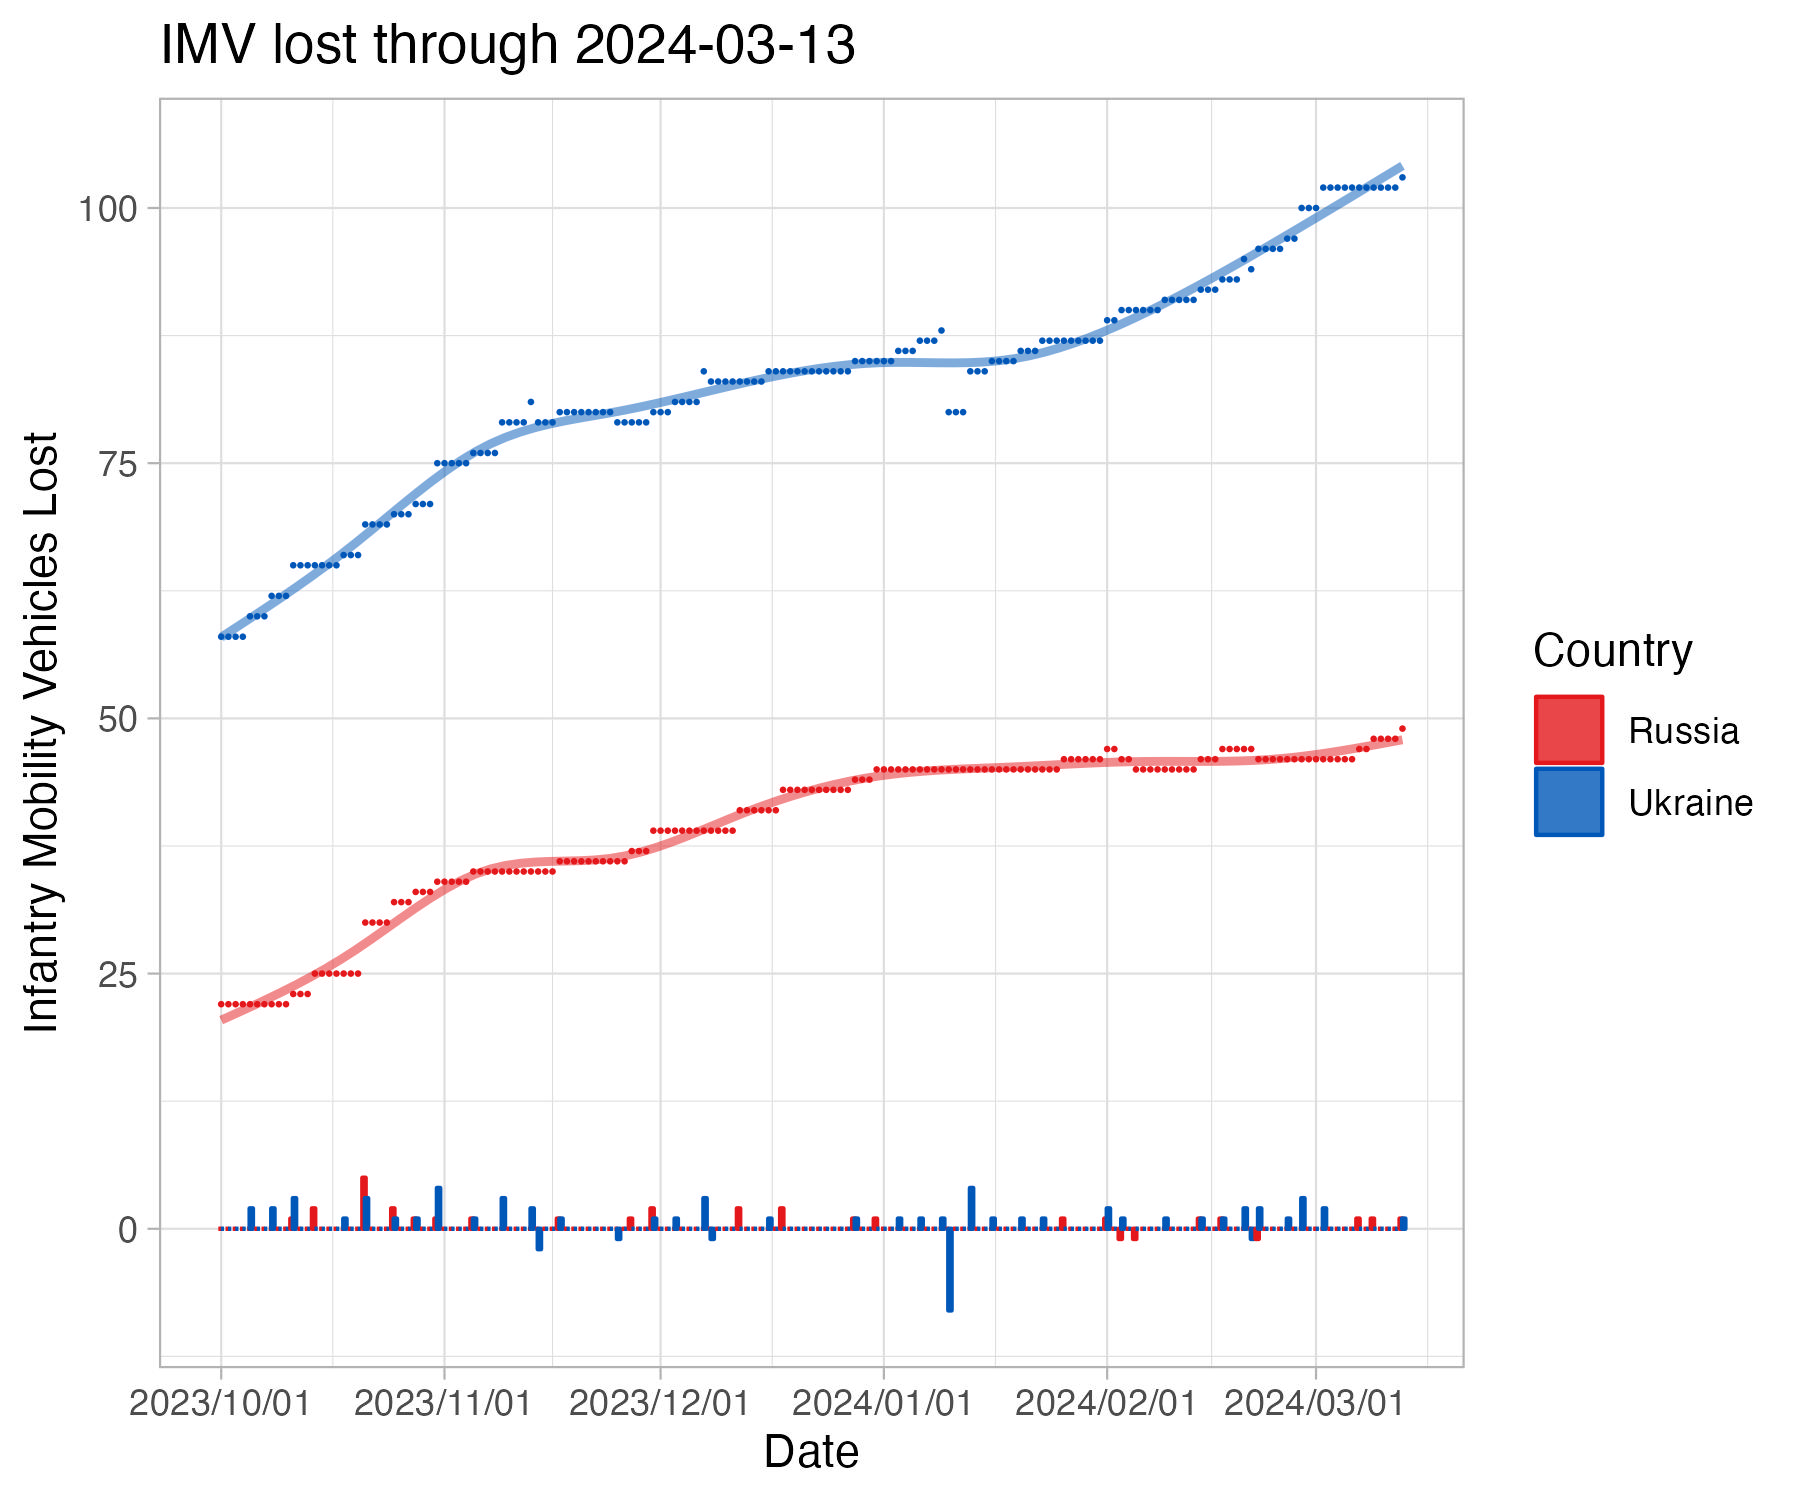 IMV lost through 2024-03-13
Infantry Mobility Vehicles Lost
100
75
50
25
0
2023/10/01 2023/11/01 2023/12/01 2024/01/01 2024/02/01 2024/03/01
Date
Country
Russia
Ukraine